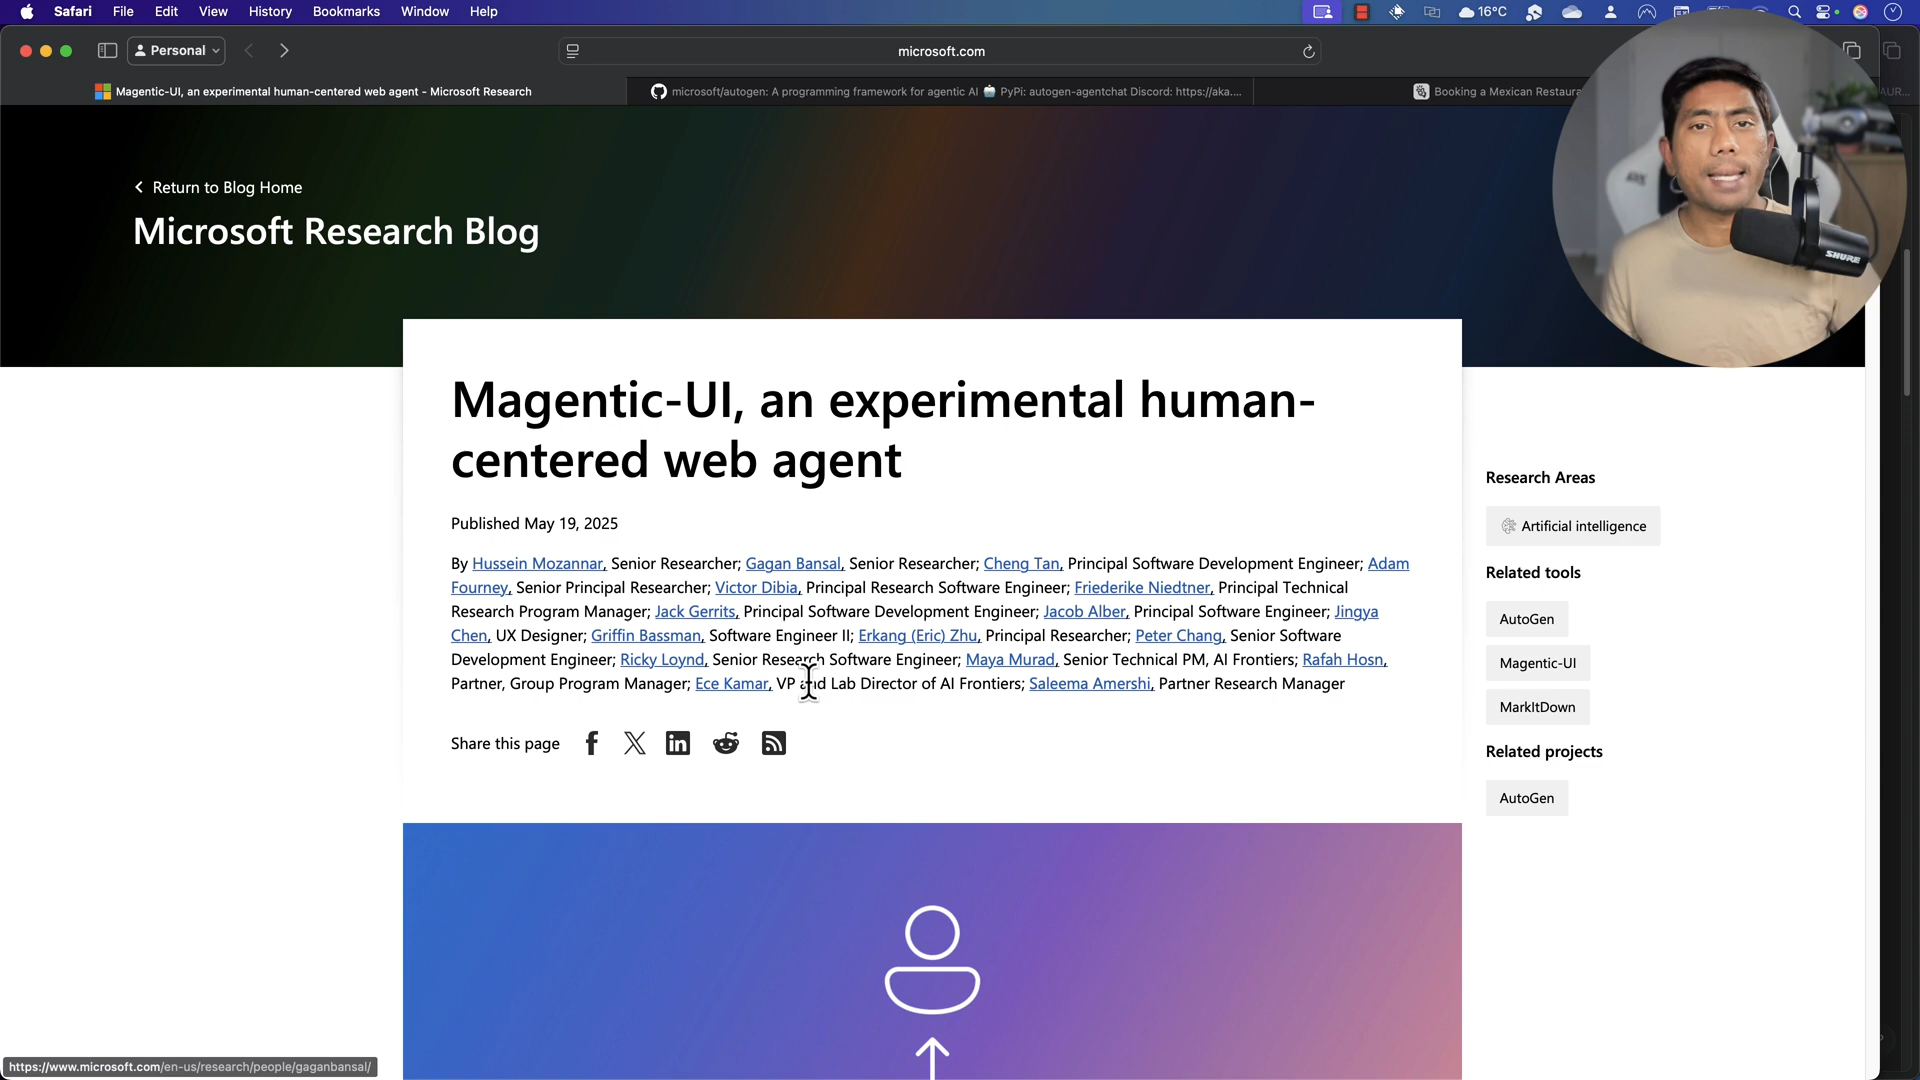 Safari File Edit View History Bookmarks Window Help 16°C
Personal microsoft.com
Magentic-UI, an experimental human-centered web agent - Microsoft Research microsoft/autogen: A programming framework for agentic AI 🤖 PyPi: autogen-agentchat Discord: https://aka.... Booking a Mexican Restaura
Return to Blog Home
Microsoft Research Blog
SHURE
Magentic-UI, an experimental human-
centered web agent
Published May 19, 2025
By Hussein Mozannar, Senior Researcher; Gagan Bansal, Senior Researcher; Cheng Tan, Principal Software Development Engineer; Adam
Fourney, Senior Principal Researcher; Victor Dibia, Principal Research Software Engineer; Friederike Niedtner, Principal Technical
Research Program Manager; Jack Gerrits, Principal Software Development Engineer; Jacob Alber, Principal Software Engineer; Jingya
Chen, UX Designer; Griffin Bassman, Software Engineer II; Erkang (Eric) Zhu, Principal Researcher; Peter Chang, Senior Software
Development Engineer; Ricky Loynd, Senior Research Software Engineer; Maya Murad, Senior Technical PM, AI Frontiers; Rafah Hosn,
Partner, Group Program Manager; Ece Kamar, VP and Lab Director of AI Frontiers; Saleema Amershi, Partner Research Manager
Share this page
Research Areas
Artificial intelligence
Related tools
AutoGen
Magentic-UI
MarkItDown
Related projects
AutoGen
https://www.microsoft.com/en-us/research/people/gaganbansal/